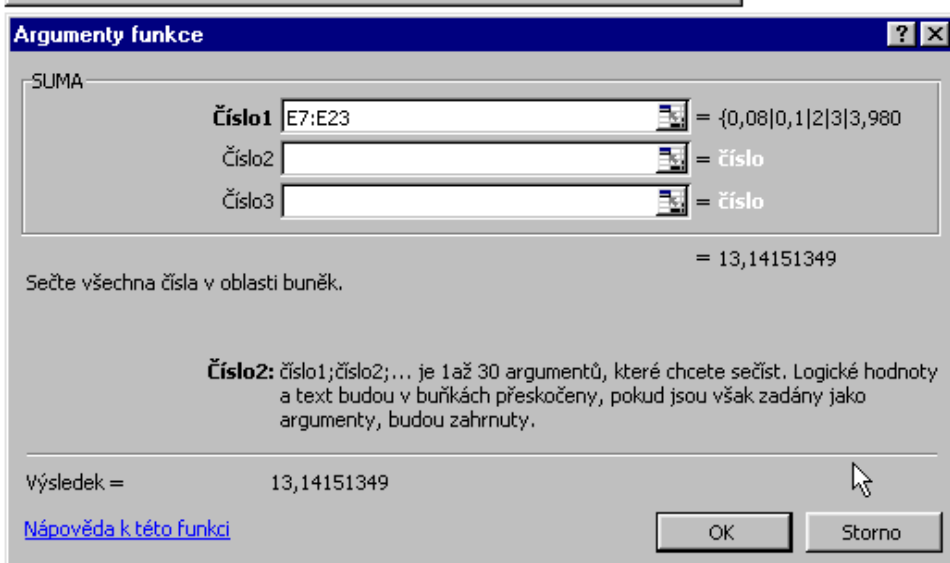 Argumenty funkce
SUMA
Číslo1 E7:E23 = {0,08|0,1|2|3|3,980
Číslo2 = číslo
Číslo3 = číslo
= 13,14151349
Sečte všechna čísla v oblasti buněk.
Číslo2: číslo1;číslo2;... je 1až 30 argumentů, které chcete sečíst. Logické hodnoty
a text budou v buňkách přeskočeny, pokud jsou však zadány jako
argumenty, budou zahrnuty.
Výsledek = 13,14151349
Nápověda k této funkci OK Storno